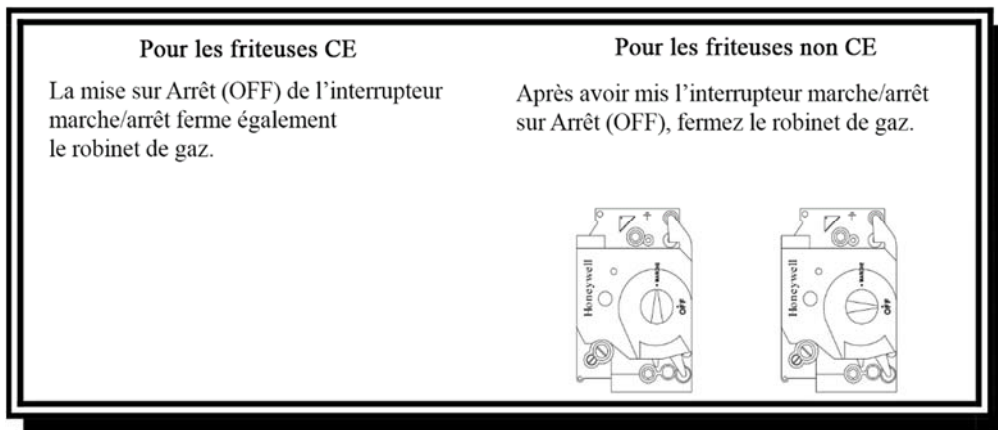 Pour les friteuses CE
La mise sur Arrêt (OFF) de l’interrupteur
marche/arrêt ferme également
le robinet de gaz.
Pour les friteuses non CE
Après avoir mis l’interrupteur marche/arrêt
sur Arrêt (OFF), fermez le robinet de gaz.
Honeywell
MARCHE
OFF
Honeywell
MARCHE
OFF